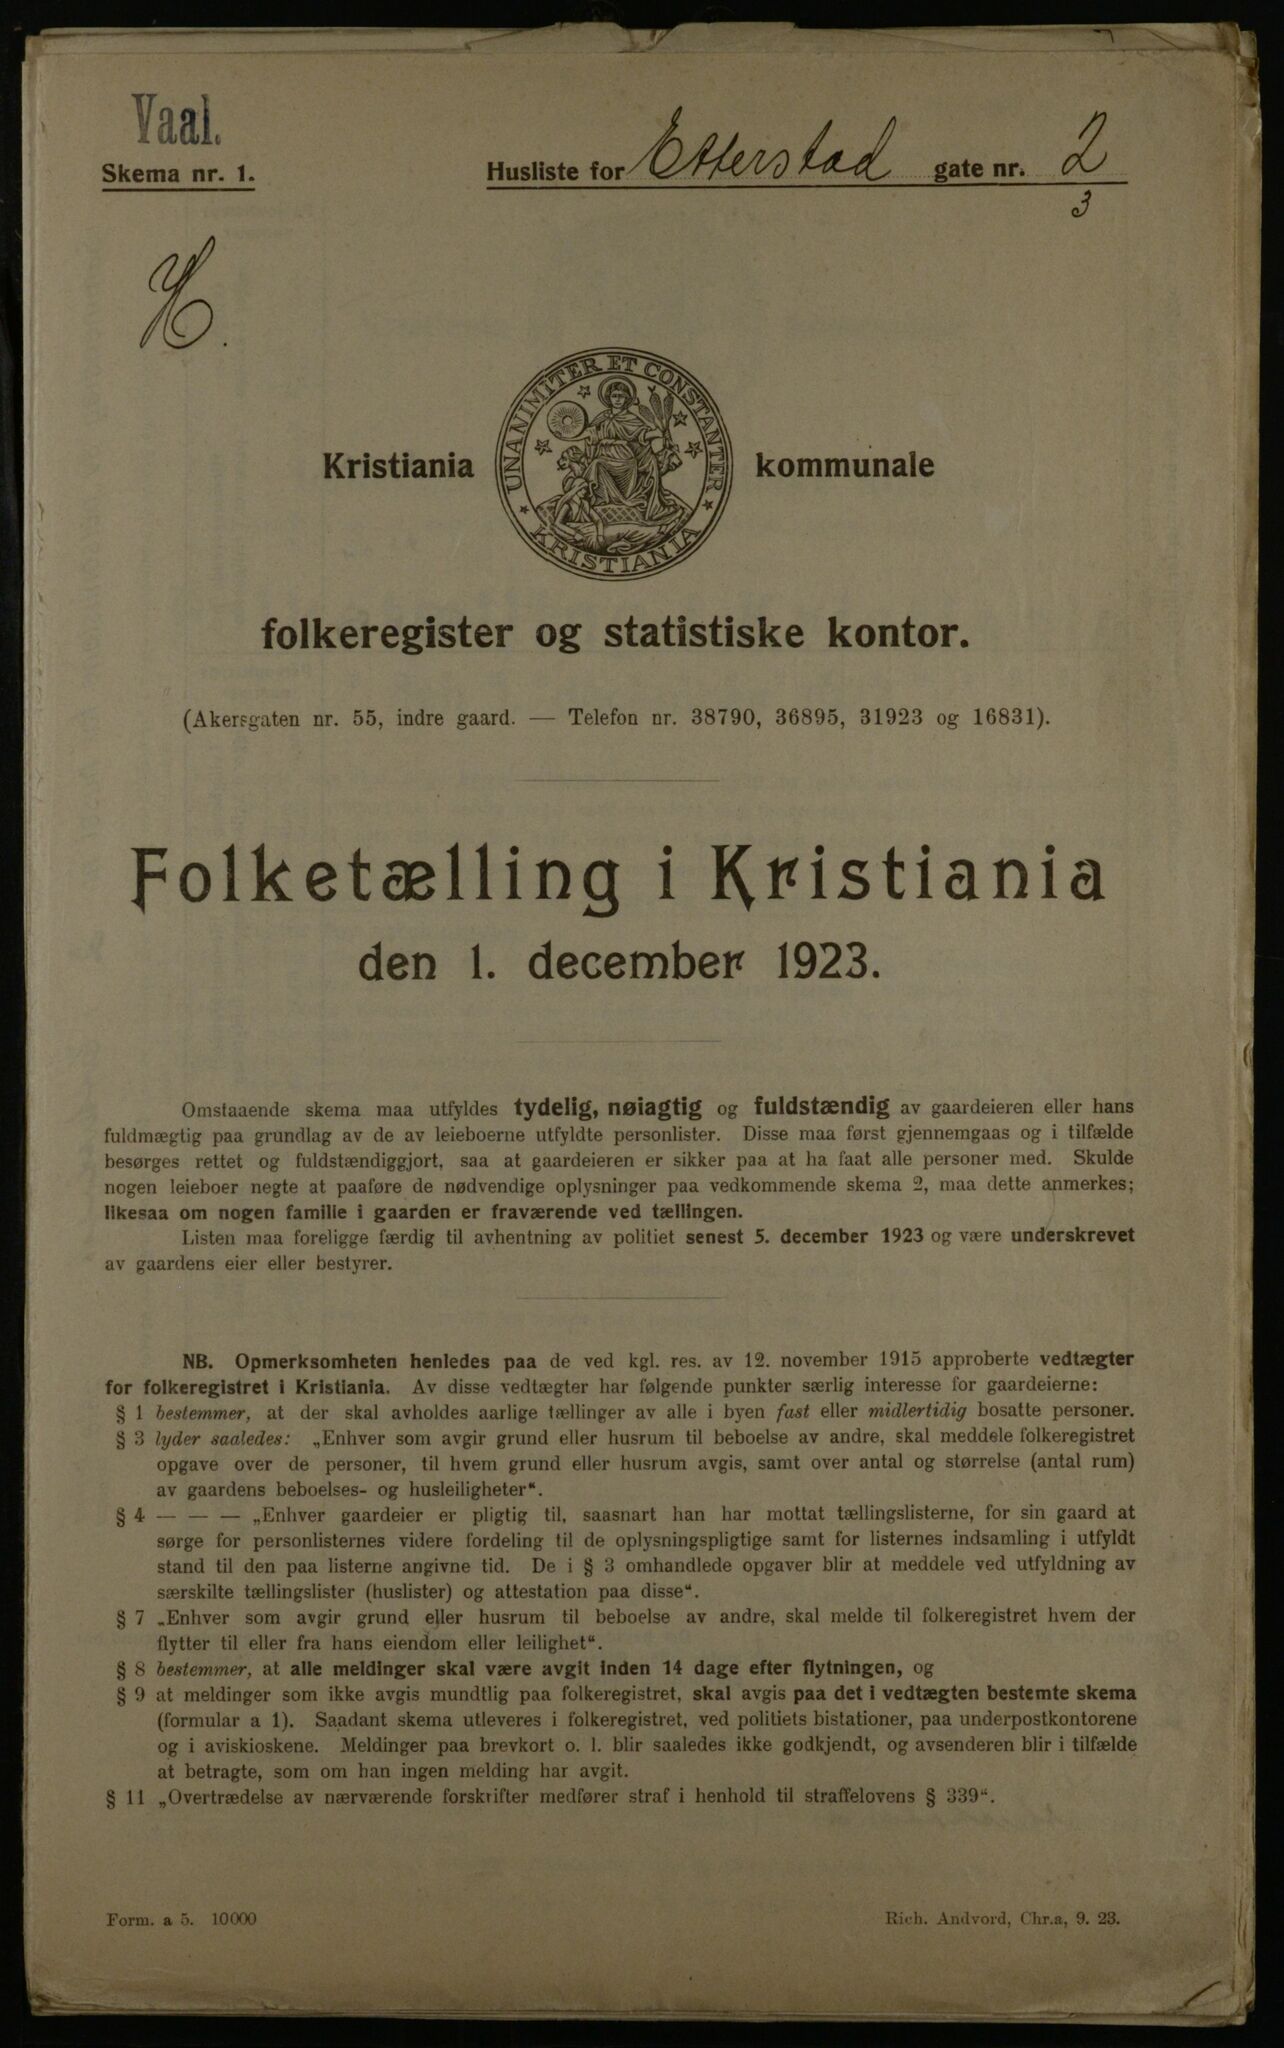 Vaal.
Skema nr. 1.
Husliste for Etterstad gate nr. 2
3
H.
UNANIMITER ET CONSTANTER
KRISTIANIA
Kristiania kommunale
folkeregister og statistiske kontor.
(Akersgaten nr. 55, indre gaard. — Telefon nr. 38790, 36895, 31923 og 16831).
Folketælling i Kristiania
den 1. december 1923.
Omstaaende skema maa utfyldes tydelig, nøiagtig og fuldstændig av gaardeieren eller hans
fuldmægtig paa grundlag av de av leieboerne utfyldte personlister. Disse maa først gjennemgaas og i tilfælde
besørges rettet og fuldstændiggjort, saa at gaardeieren er sikker paa at ha faat alle personer med. Skulde
nogen leieboer negte at paaføre de nødvendige oplysninger paa vedkommende skema 2, maa dette anmerkes;
likesaa om nogen familie i gaarden er fraværende ved tællingen.
Listen maa foreligge færdig til avhentning av politiet senest 5. december 1923 og være underskrevet
av gaardens eier eller bestyrer.
NB. Opmerksomheten henledes paa de ved kgl. res. av 12. november 1915 approberte vedtægter
for folkeregistret i Kristiania. Av disse vedtægter har følgende punkter særlig interesse for gaardeierne:
§ 1 bestemmer, at der skal avholdes aarlige tællinger av alle i byen fast eller midlertidig bosatte personer.
§ 3 lyder saaledes: „Enhver som avgir grund eller husrum til beboelse av andre, skal meddele folkeregistret
opgave over de personer, til hvem grund eller husrum avgis, samt over antal og størrelse (antal rum)
av gaardens beboelses- og husleiligheter“.
§ 4 — — — „Enhver gaardeier er pligtig til, saasnart han har mottat tællingslisterne, for sin gaard at
sørge for personlisternes videre fordeling til de oplysningspligtige samt for listernes indsamling i utfyldt
stand til den paa listerne angivne tid. De i § 3 omhandlede opgaver blir at meddele ved utfyldning av
særskilte tællingslister (huslister) og attestation paa disse“.
§ 7 „Enhver som avgir grund eller husrum til beboelse av andre, skal melde til folkeregistret hvem der
flytter til eller fra hans eiendom eller leilighet“.
§ 8 bestemmer, at alle meldinger skal være avgit inden 14 dage efter flytningen, og
§ 9 at meldinger som ikke avgis mundtlig paa folkeregistret, skal avgis paa det i vedtægten bestemte skema
(formular a 1). Saadant skema utleveres i folkeregistret, ved politiets bistationer, paa underpostkontorene
og i aviskioskene. Meldinger paa brevkort o. l. blir saaledes ikke godkjendt, og avsenderen blir i tilfælde
at betragte, som om han ingen melding har avgit.
§ 11 „Overtrædelse av nærværende forskrifter medfører straf i henhold til straffelovens § 339“.
Form. a 5. 10000
Rich. Andvord, Chr.a, 9. 23.